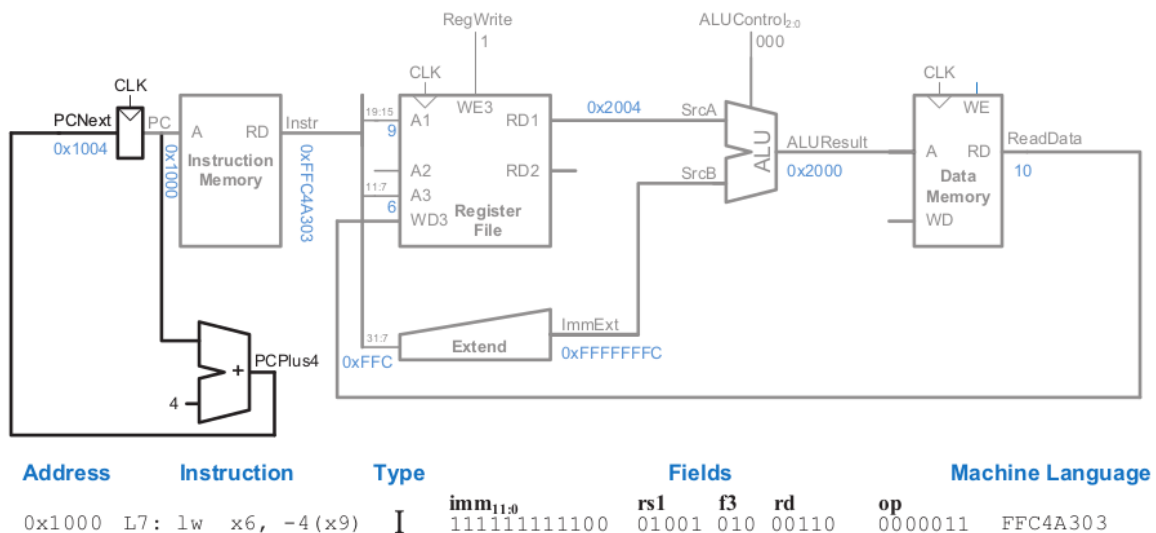 RegWrite
1
ALUControl2:0
000
CLK
CLK
CLK
PCNext
0x1004
PC
0x1000
A
RD
Instruction
Memory
Instr
0xFFC4A303
19:15
9
A1
WE3
RD1
0x2004
SrcA
A2
RD2
SrcB
11:7
6
A3
WD3
Register
File
ALU
ALUResult
0x2000
WE
A
RD
Data
Memory
WD
ReadData
10
31:7
0xFFC
Extend
ImmExt
0xFFFFFFFC
+
PCPlus4
4
Address Instruction Type Fields Machine Language
imm11:0 rs1 f3 rd op
0x1000 L7: lw x6, -4(x9) I 111111111100 01001 010 00110 0000011 FFC4A303